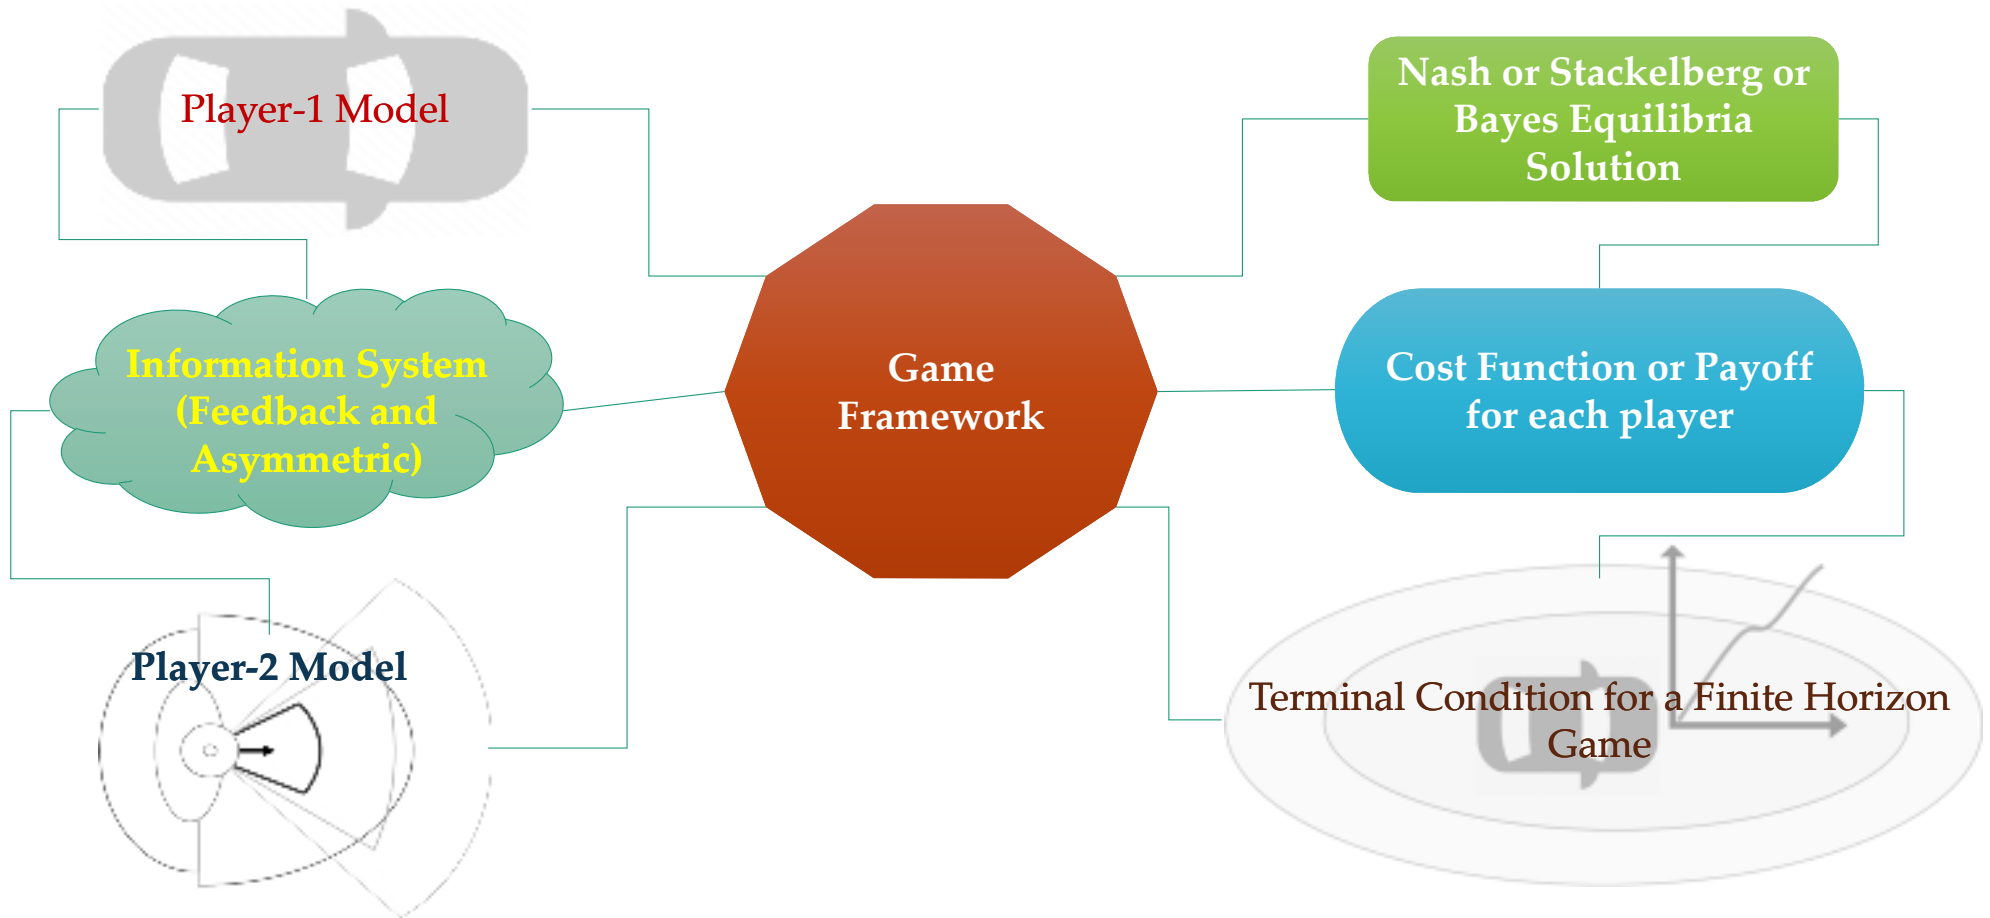 Player-1 Model
Information System
(Feedback and
Asymmetric)
Player-2 Model
Game
Framework
Nash or Stackelberg or
Bayes Equilibria
Solution
Cost Function or Payoff
for each player
Terminal Condition for a Finite Horizon
Game